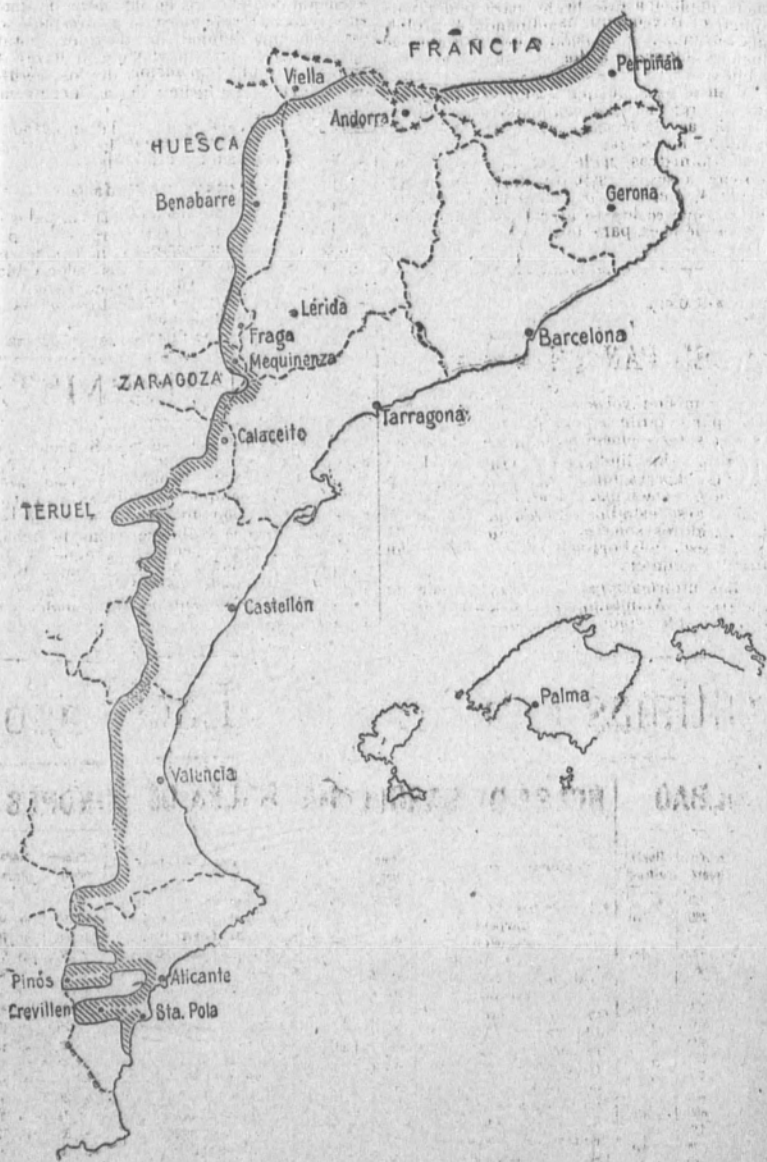 FRANCIA
Perpiñán
Viella
Andorra
HUESCA
Benabarre
Gerona
Lérida
Fraga
Barcelona
Mequinenza
ZARAGOZA
Tarragona
Calaceito
TERUEL
Castellón
Palma
Valencia
Pinós
Alicante
Crevillen
Sta. Pola